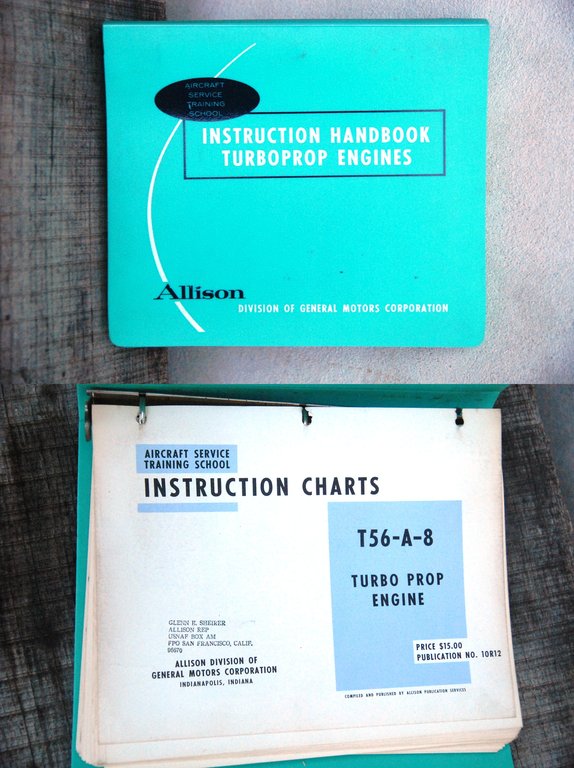 AIRCRAFT
SERVICE
TRAINING
SCHOOL
INSTRUCTION HANDBOOK
TURBOPROP ENGINES
Allison
DIVISION OF GENERAL MOTORS CORPORATION
AIRCRAFT SERVICE
TRAINING SCHOOL
INSTRUCTION CHARTS
T56-A-8
TURBO PROP
ENGINE
GLENN E. SHEIRER
ALLISON REP
USNAF BOX AM
FPO SAN FRANCISCO, CALIF.
96670
PRICE $15.00
PUBLICATION NO. 10R12
ALLISON DIVISION OF
GENERAL MOTORS CORPORATION
INDIANAPOLIS, INDIANA
COMPILED AND PUBLISHED BY ALLISON PUBLICATION SERVICES